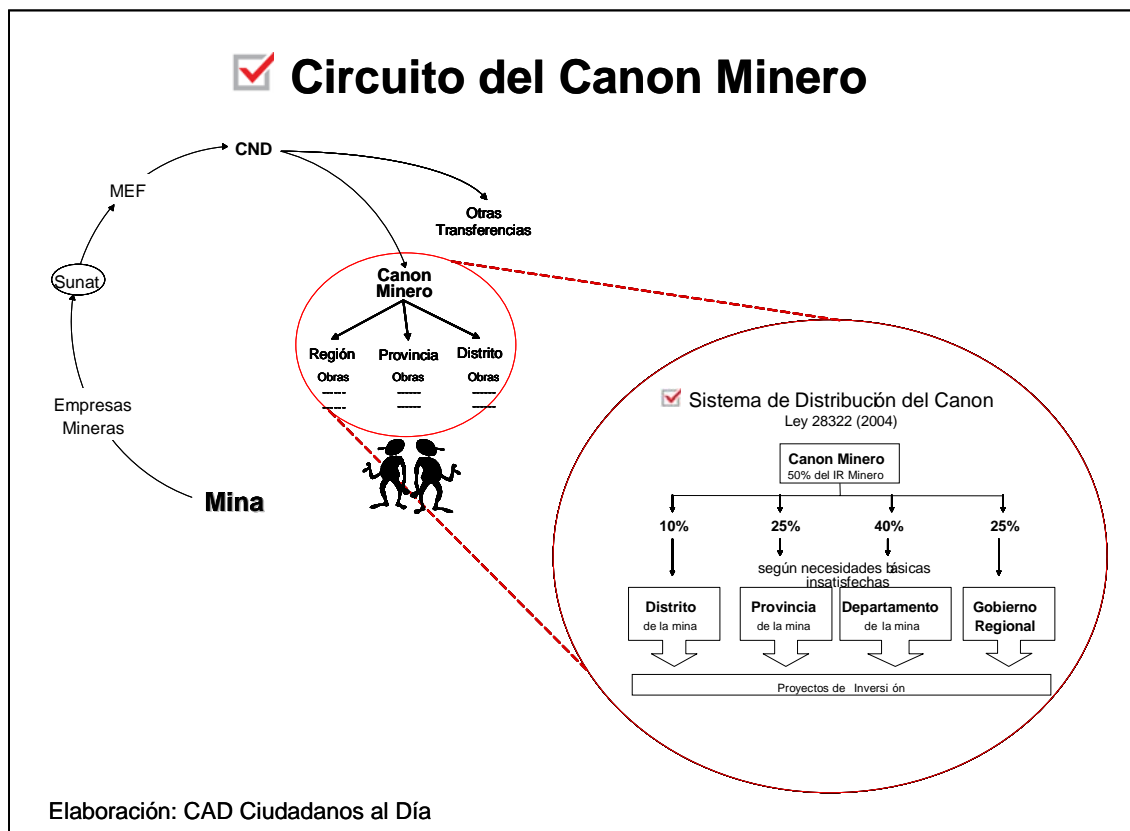 Circuito del Canon Minero
CND
MEF
Otras
Transferencias
Sunat
Canon
Minero
Región Provincia Distrito
Obras Obras Obras
----- ------ ------
----- ------ ------
Empresas
Mineras
Mina
Sistema de Distribución del Canon
Ley 28322 (2004)
Canon Minero
50% del IR Minero
10% 25% 40% 25%
según necesidades básicas
insatisfechas
Distrito Provincia Departamento Gobierno
de la mina de la mina de la mina Regional
Proyectos de Inversión
Elaboración: CAD Ciudadanos al Día